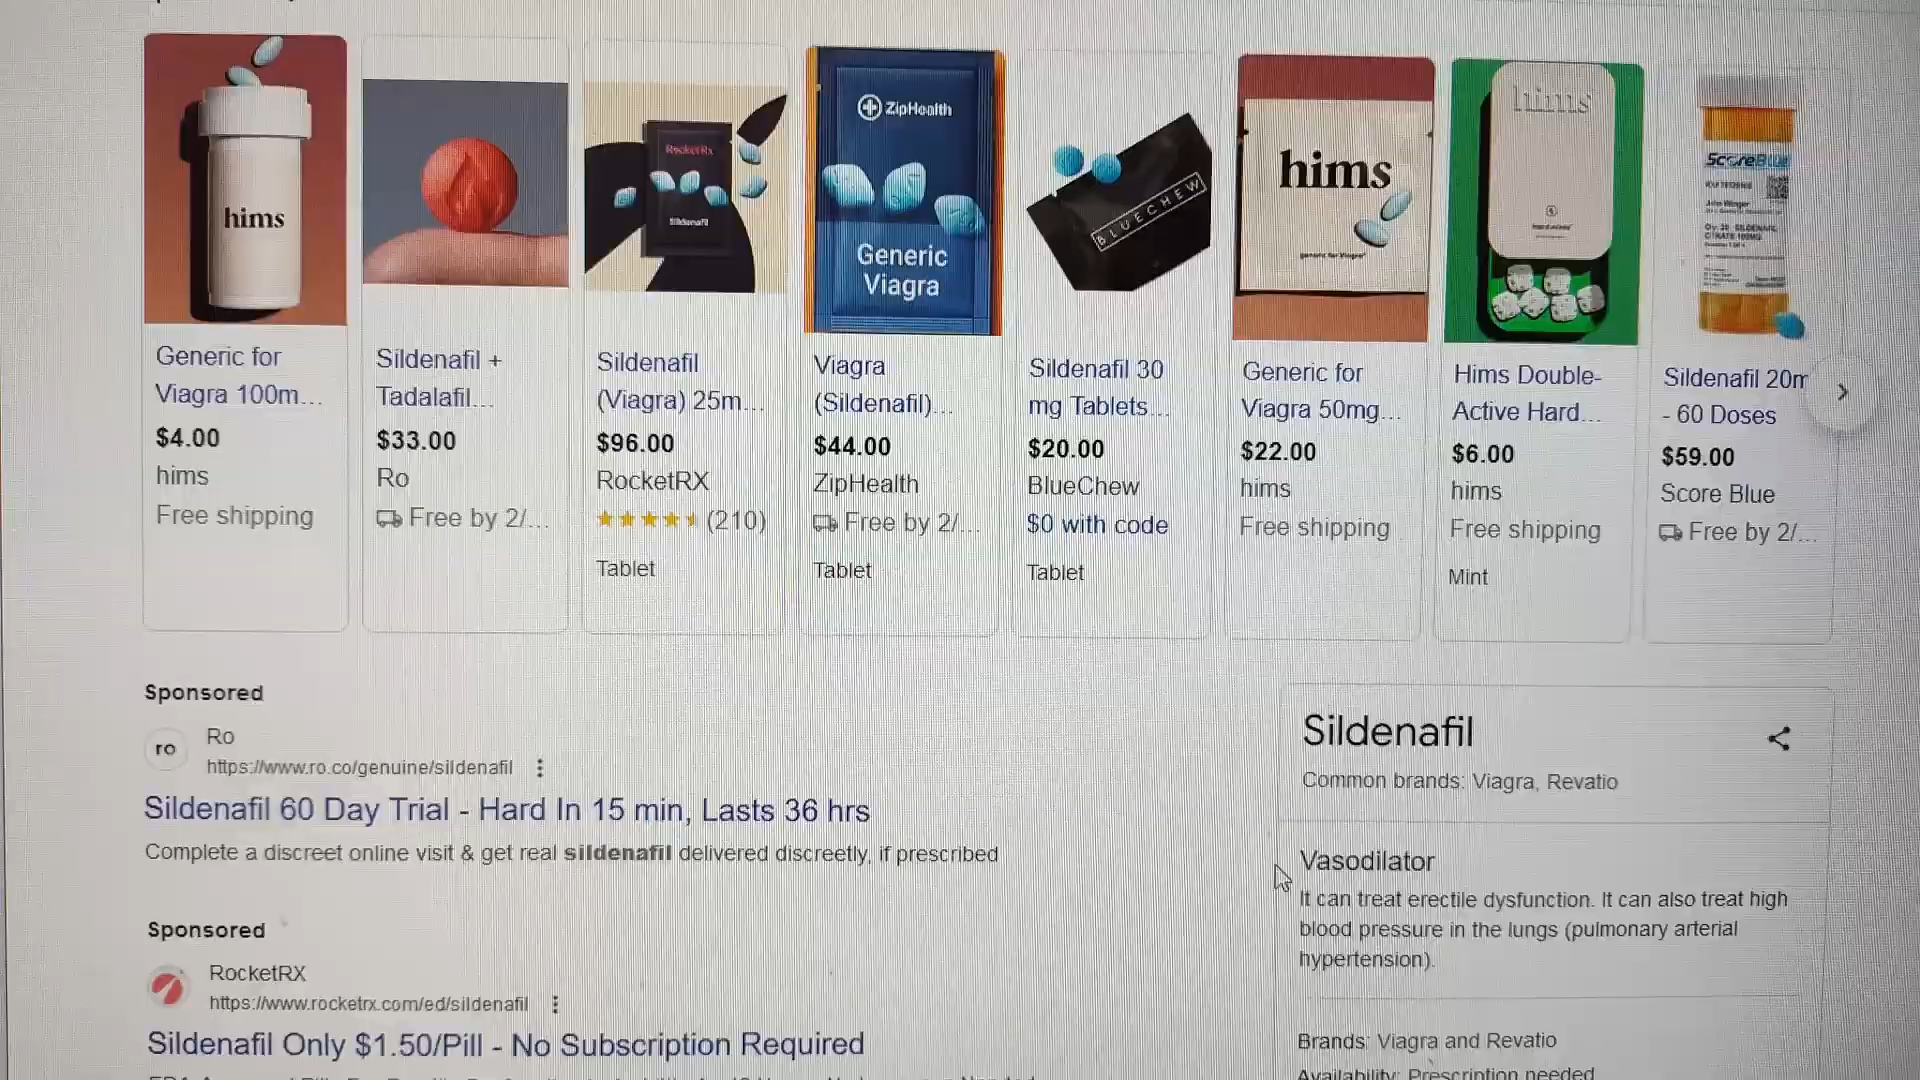 hims
RocketRx
Sildenafil
ZipHealth
Generic
Viagra
BLUECHEW
hims
generic for Viagra
hims
ScoreBlue
John Winger
Generic for
Viagra 100m...
$4.00
hims
Free shipping
Sildenafil +
Tadalafil...
$33.00
Ro
Free by 2/...
Sildenafil
(Viagra) 25m...
$96.00
RocketRX
(210)
Tablet
Viagra
(Sildenafil)...
$44.00
ZipHealth
Free by 2/...
Tablet
Sildenafil 30
mg Tablets...
$20.00
BlueChew
$0 with code
Tablet
Generic for
Viagra 50mg...
$22.00
hims
Free shipping
Hims Double-
Active Hard...
$6.00
hims
Free shipping
Mint
Sildenafil 20m
- 60 Doses
$59.00
Score Blue
Free by 2/...
Sponsored
ro
Ro
https://www.ro.co/genuine/sildenafil
Sildenafil 60 Day Trial - Hard In 15 min, Lasts 36 hrs
Complete a discreet online visit & get real sildenafil delivered discreetly, if prescribed
Sponsored
RocketRX
https://www.rocketrx.com/ed/sildenafil
Sildenafil Only $1.50/Pill - No Subscription Required
Sildenafil
Common brands: Viagra, Revatio
Vasodilator
It can treat erectile dysfunction. It can also treat high
blood pressure in the lungs (pulmonary arterial
hypertension).
Brands: Viagra and Revatio
Availability: Prescription needed